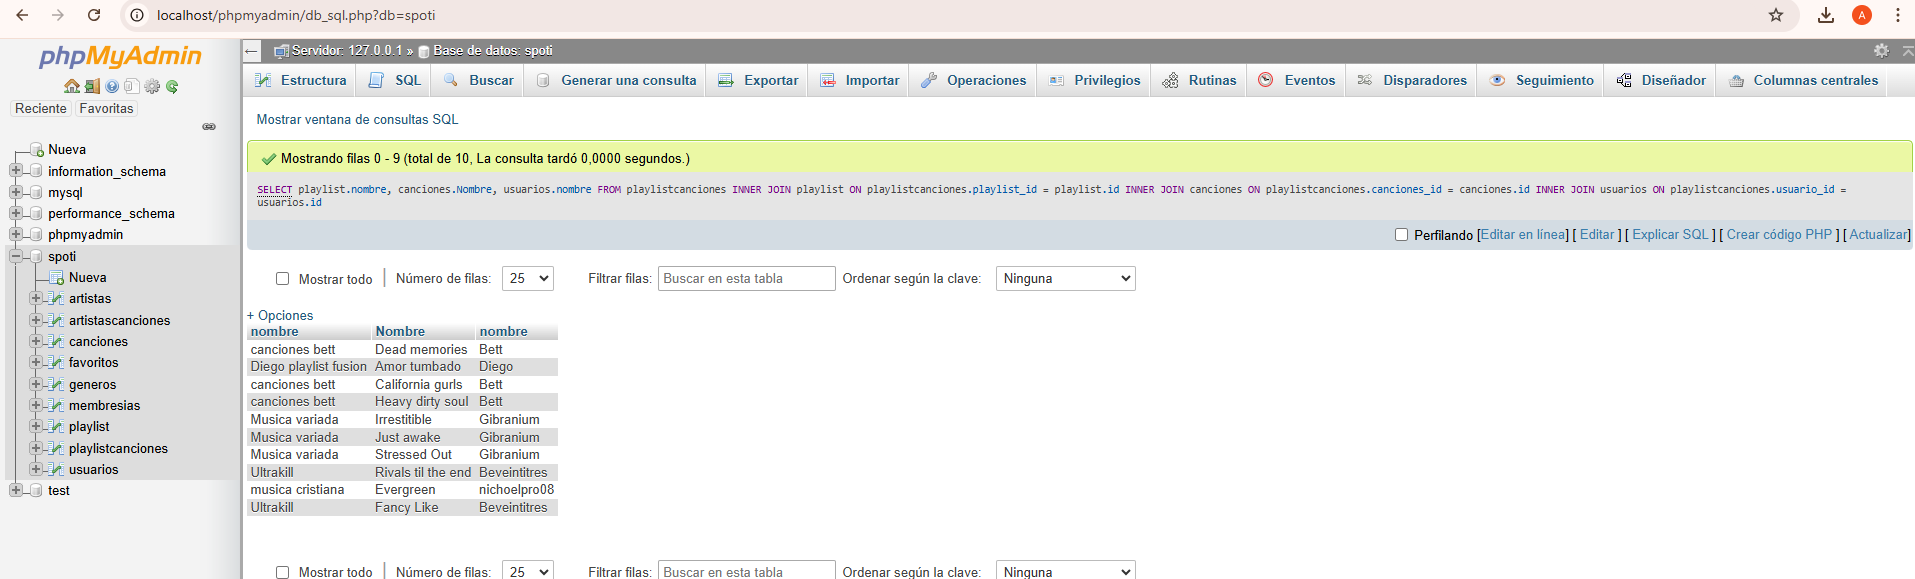 localhost/phpmyadmin/db_sql.php?db=spoti
A
phpMyAdmin
Reciente Favoritas
Nueva
information_schema
mysql
performance_schema
phpmyadmin
spoti
Nueva
artistas
artistascanciones
canciones
favoritos
generos
membresias
playlist
playlistcanciones
usuarios
test
Servidor: 127.0.0.1 » Base de datos: spoti
Estructura SQL Buscar Generar una consulta Exportar Importar Operaciones Privilegios Rutinas Eventos Disparadores Seguimiento Diseñador Columnas centrales
Mostrar ventana de consultas SQL
Mostrando filas 0 - 9 (total de 10, La consulta tardó 0,0000 segundos.)
SELECT playlist.nombre, canciones.Nombre, usuarios.nombre FROM playlistcanciones INNER JOIN playlist ON playlistcanciones.playlist_id = playlist.id INNER JOIN canciones ON playlistcanciones.canciones_id = canciones.id INNER JOIN usuarios ON playlistcanciones.usuario_id =
usuarios.id
Perfilando [Editar en línea] [ Editar ] [ Explicar SQL ] [ Crear código PHP ] [ Actualizar]
Mostrar todo | Número de filas: 25 Filtrar filas: Buscar en esta tabla Ordenar según la clave: Ninguna
+ Opciones
nombre Nombre nombre
canciones bett Dead memories Bett
Diego playlist fusion Amor tumbado Diego
canciones bett California gurls Bett
canciones bett Heavy dirty soul Bett
Musica variada Irrestitible Gibranium
Musica variada Just awake Gibranium
Musica variada Stressed Out Gibranium
Ultrakill Rivals til the end Beveintitres
musica cristiana Evergreen nichoelpro08
Ultrakill Fancy Like Beveintitres
Mostrar todo | Número de filas: 25 Filtrar filas: Buscar en esta tabla Ordenar según la clave: Ninguna